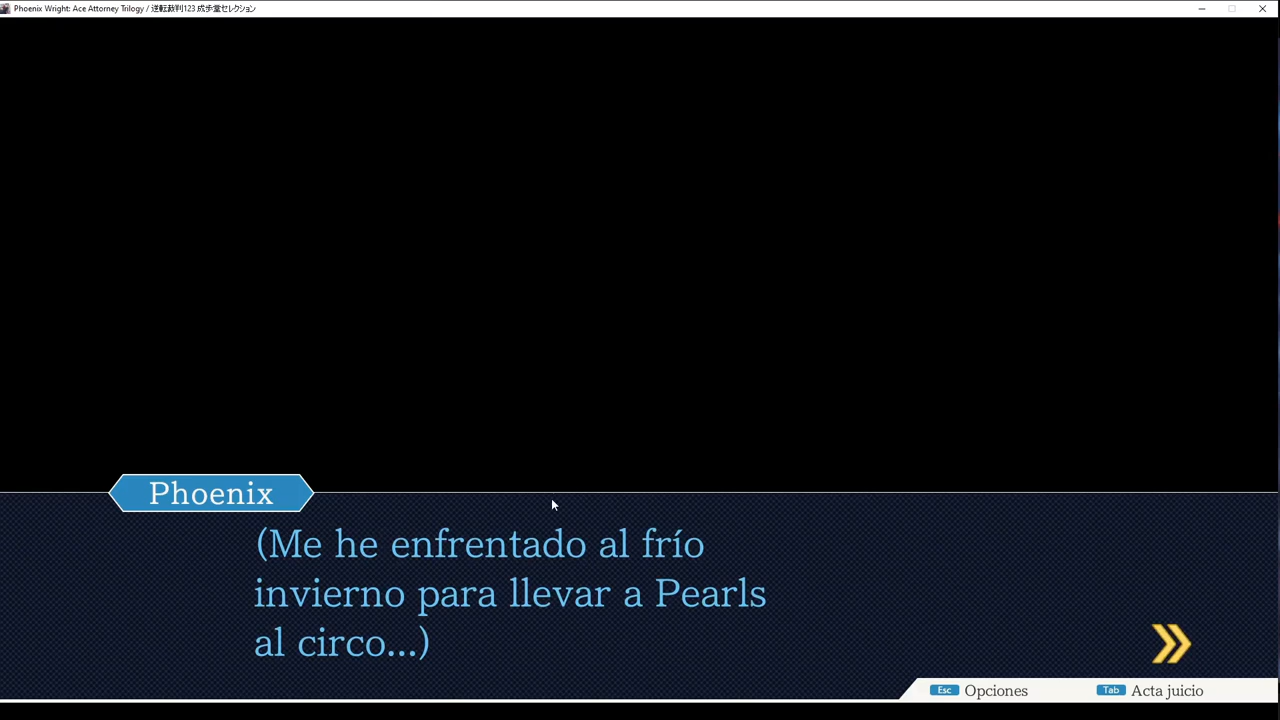 Phoenix Wright: Ace Attorney Trilogy / 逆転裁判123 成歩堂セレクション
Phoenix
(Me he enfrentado al frío
invierno para llevar a Pearls
al circo...)
Esc Opciones Tab Acta juicio